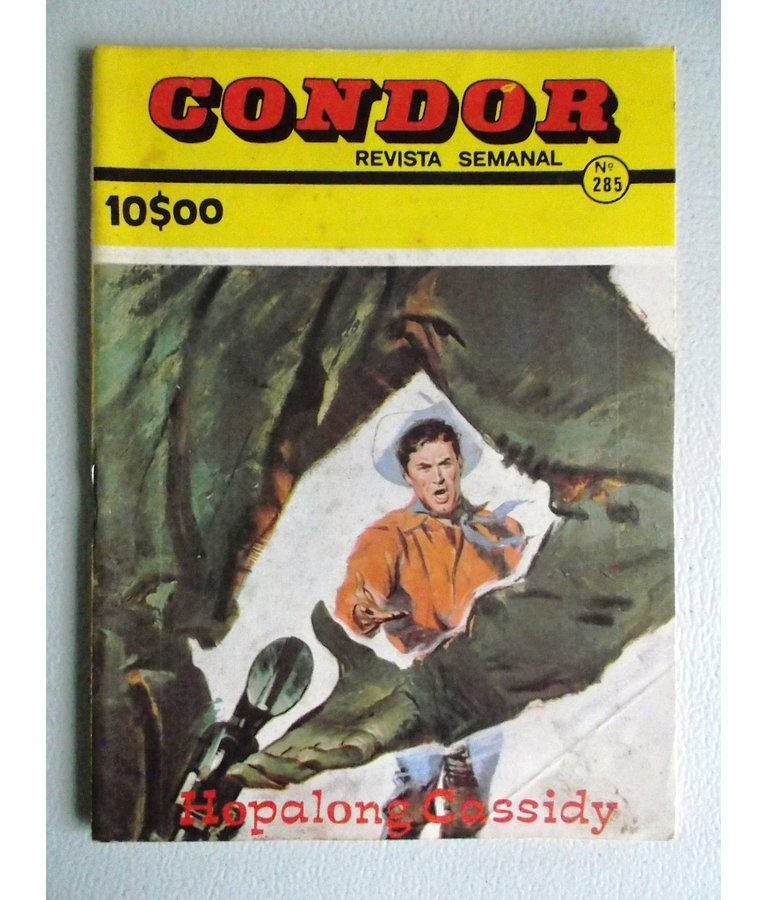 CONDOR
REVISTA SEMANAL
Nº
285
10$00
Hopalong Cassidy